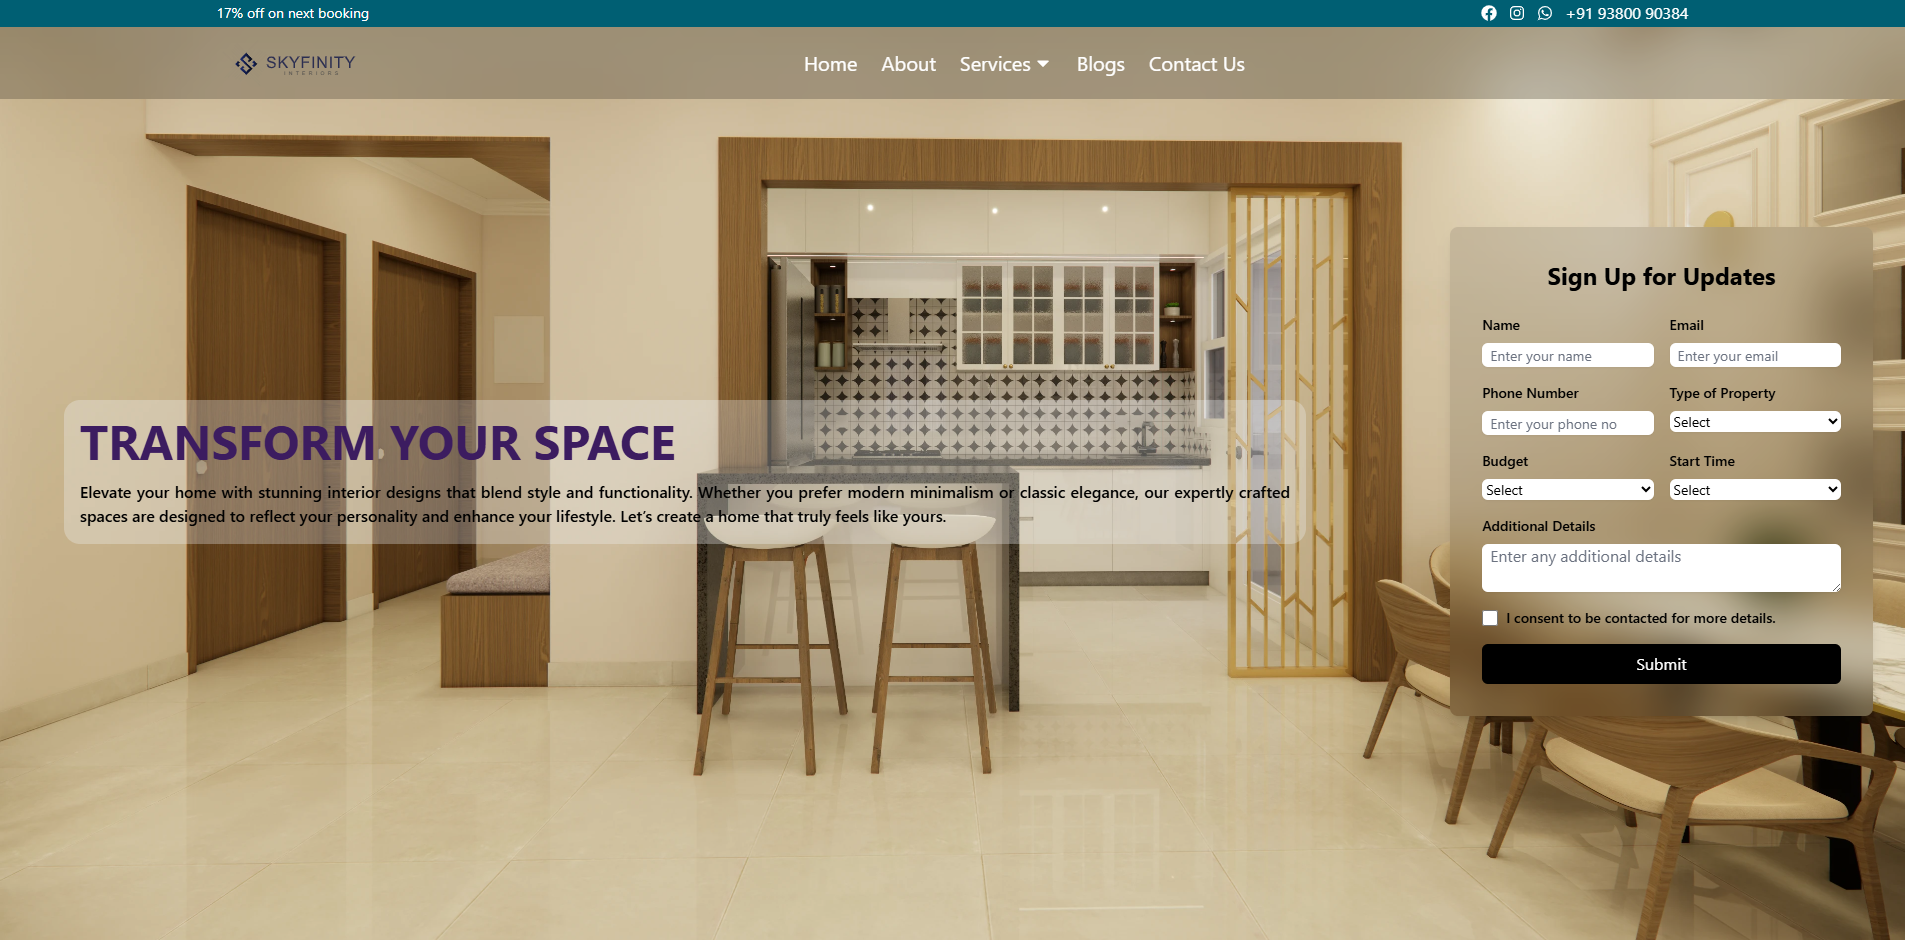 17% off on next booking
+91 93800 90384
SKYFINITY
INTERIORS
Home About Services Blogs Contact Us
TRANSFORM YOUR SPACE
Elevate your home with stunning interior designs that blend style and functionality. Whether you prefer modern minimalism or classic elegance, our expertly crafted
spaces are designed to reflect your personality and enhance your lifestyle. Let’s create a home that truly feels like yours.
Sign Up for Updates
Name Email
Enter your name Enter your email
Phone Number Type of Property
Enter your phone no Select
Budget Start Time
Select Select
Additional Details
Enter any additional details
I consent to be contacted for more details.
Submit